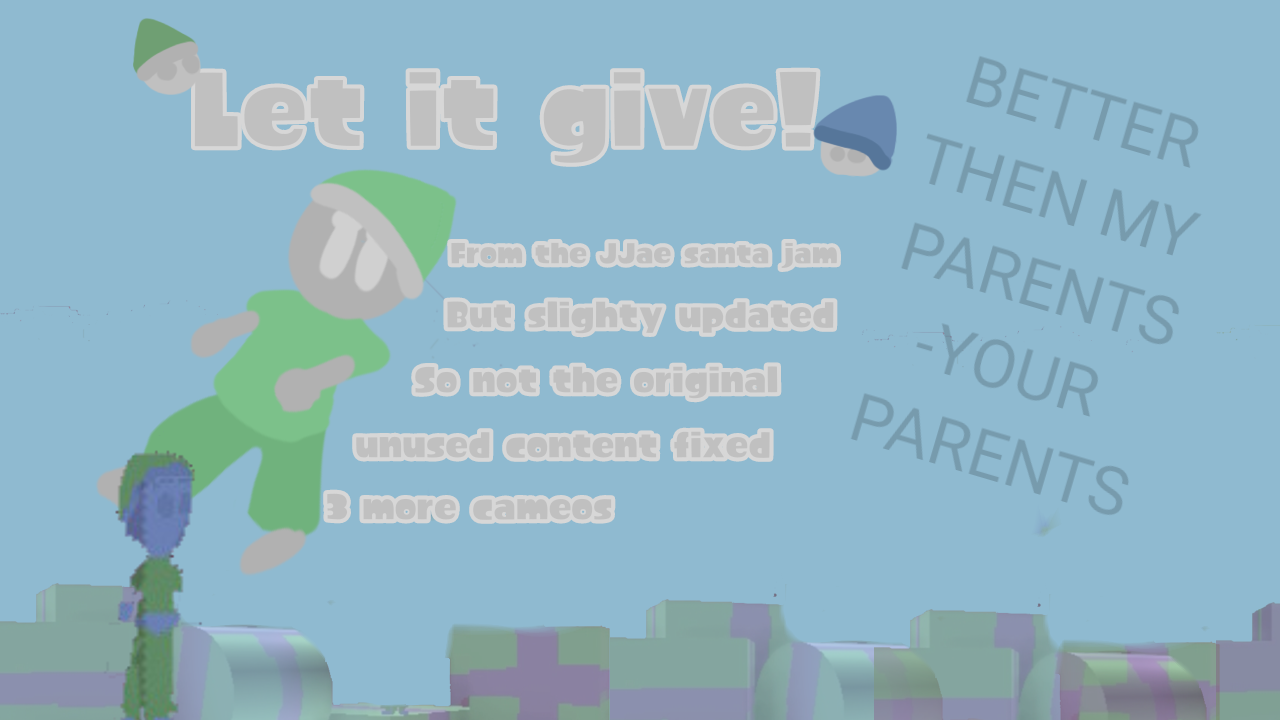 Let it give!
From the JJae santa jam
But slighty updated
So not the original
unused content fixed
3 more cameos
BETTER
THEN MY
PARENTS
-YOUR
PARENTS